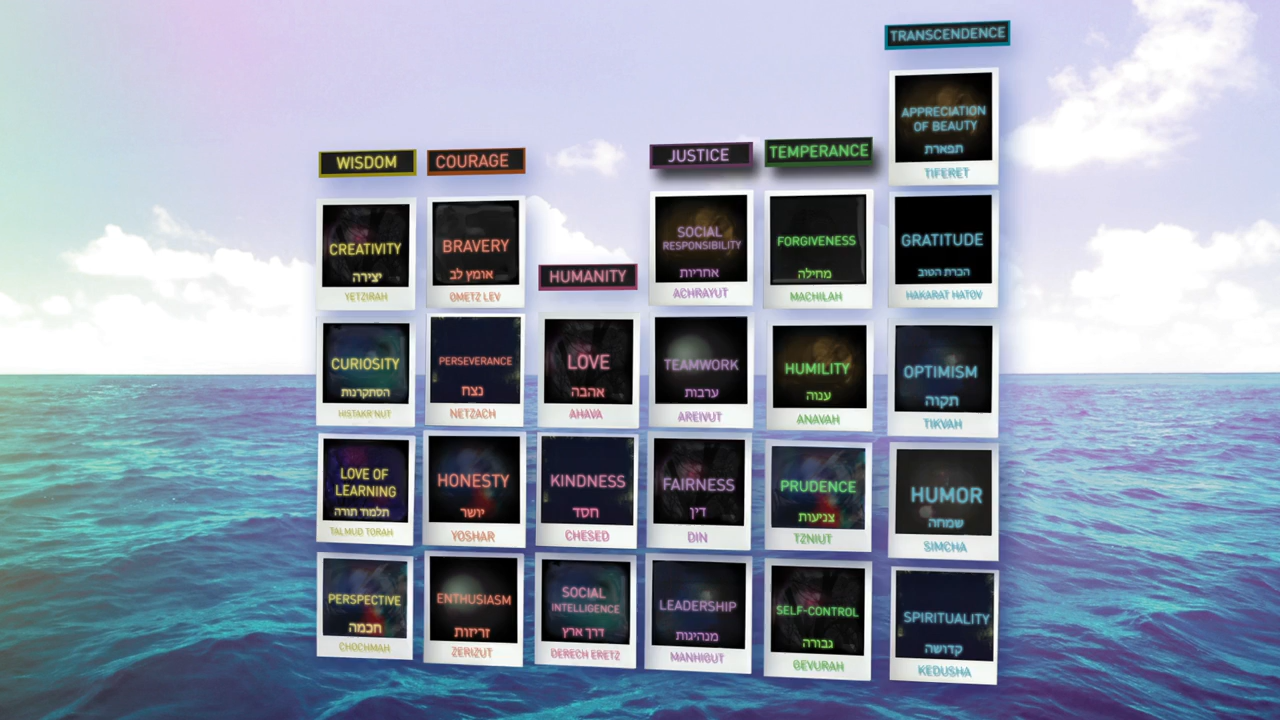 WISDOM
CREATIVITY
יצירה
YETZIRAH
CURIOSITY
הסתקרנות
HISTAKR'NUT
LOVE OF
LEARNING
תלמוד תורה
TALMUD TORAH
PERSPECTIVE
חכמה
CHOCHMAH
COURAGE
BRAVERY
אומץ לב
OMETZ LEV
PERSEVERANCE
נצח
NETZACH
HONESTY
יושר
YOSHAR
ENTHUSIASM
זריזות
ZERIZUT
HUMANITY
LOVE
אהבה
AHAVA
KINDNESS
חסד
CHESED
SOCIAL
INTELLIGENCE
דרך ארץ
DERECH ERETZ
JUSTICE
SOCIAL
RESPONSIBILITY
אחריות
ACHRAYUT
TEAMWORK
ערבות
AREIVUT
FAIRNESS
דין
DIN
LEADERSHIP
מנהיגות
MANHIGUT
TEMPERANCE
FORGIVENESS
מחילה
MACHILAH
HUMILITY
ענוה
ANAVAH
PRUDENCE
צניעות
TZNIUT
SELF-CONTROL
גבורה
GEVURAH
TRANSCENDENCE
APPRECIATION
OF BEAUTY
תפארת
TIFERET
GRATITUDE
הכרת הטוב
HAKARAT HATOV
OPTIMISM
תקוה
TIKVAH
HUMOR
שמחה
SIMCHA
SPIRITUALITY
קדושה
KEDUSHA